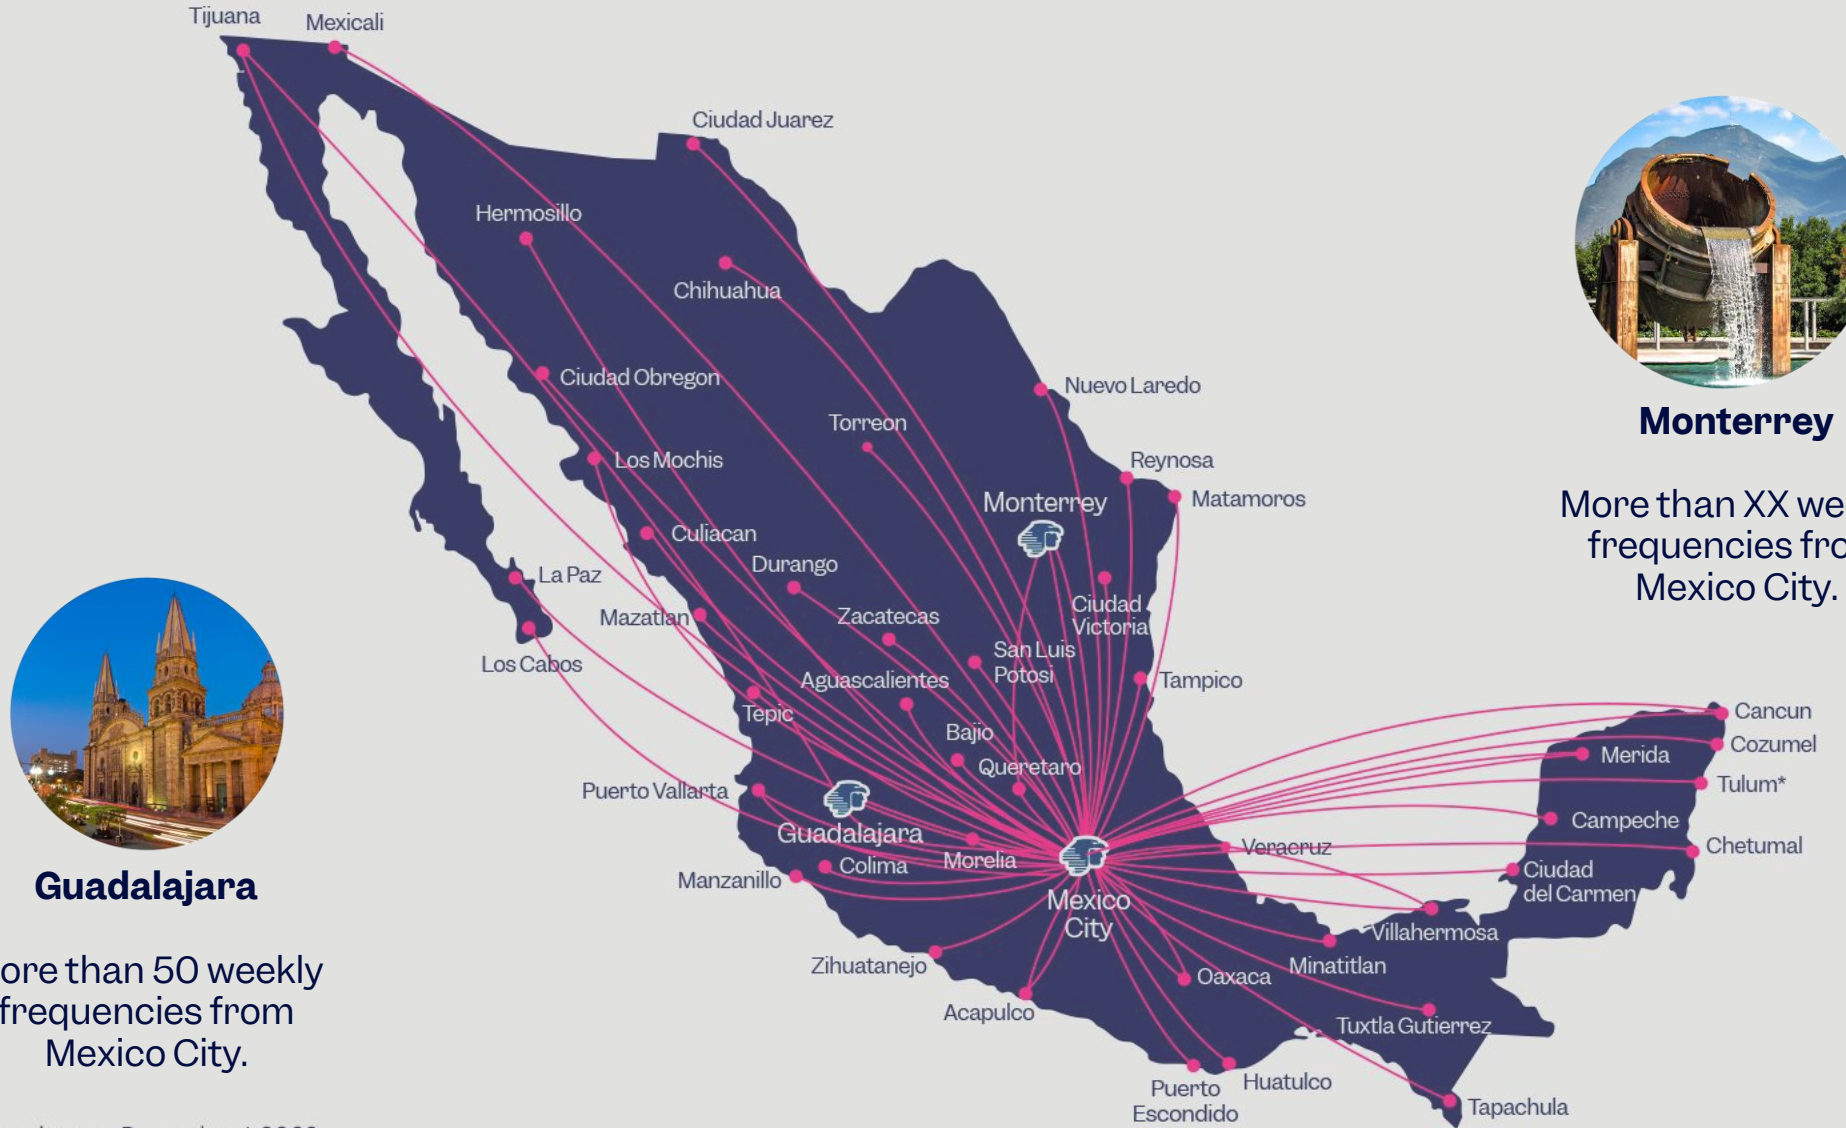 Tijuana
Mexicali
Ciudad Juarez
Hermosillo
Chihuahua
Ciudad Obregon
Nuevo Laredo
Torreon
Los Mochis
Reynosa
Monterrey
Matamoros
Culiacan
Durango
La Paz
Ciudad
Victoria
Mazatlan
Zacatecas
San Luis
Potosi
Los Cabos
Aguascalientes
Tepic
Tampico
Bajio
Queretaro
Puerto Vallarta
Guadalajara
Morelia
Colima
Manzanillo
Mexico
City
Zihuatanejo
Acapulco
Oaxaca
Puerto
Escondido
Huatulco
Veracruz
Minatitlan
Villahermosa
Tuxtla Gutierrez
Tapachula
Cancun
Cozumel
Merida
Tulum*
Campeche
Chetumal
Ciudad
del Carmen
Guadalajara
ore than 50 weekly
frequencies from
Mexico City.
Monterrey
More than XX we
frequencies fro
Mexico City.